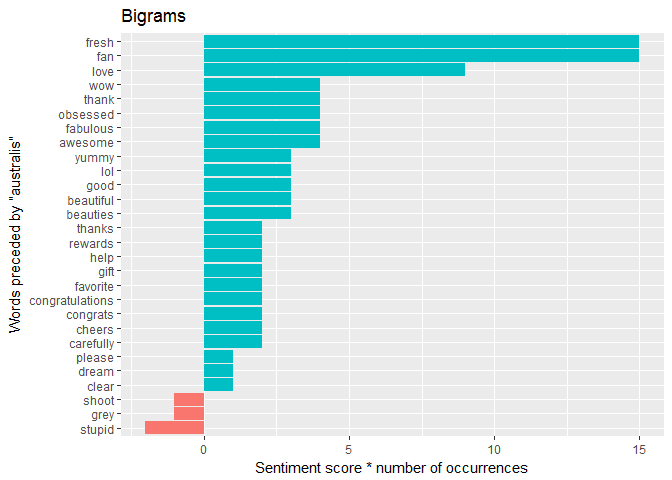 Bigrams
Words preceded by "australis"
fresh
fan
love
wow
thank
obsessed
fabulous
awesome
yummy
lol
good
beautiful
beauties
thanks
rewards
help
gift
favorite
congratulations
congrats
cheers
carefully
please
dream
clear
shoot
grey
stupid
0 5 10 15
Sentiment score * number of occurrences